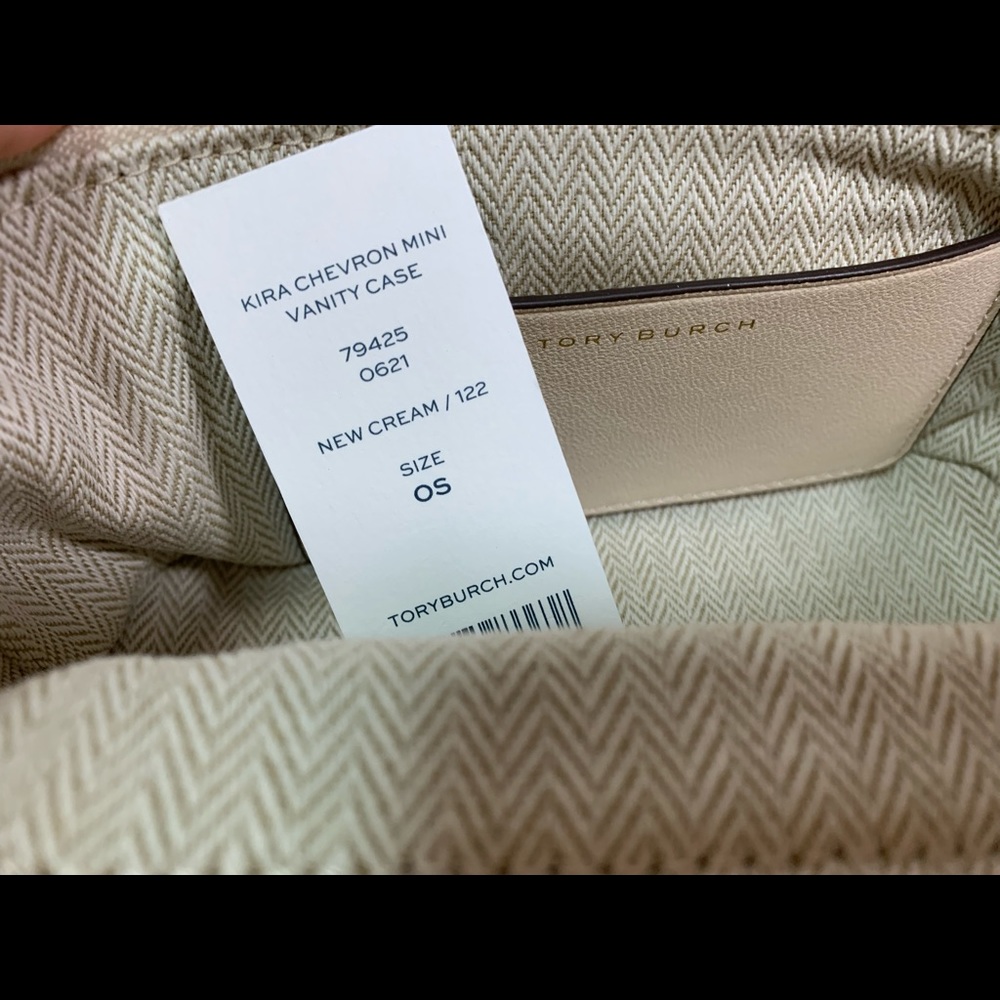 KIRA CHEVRON MINI
VANITY CASE
79425
0621
NEW CREAM / 122
SIZE
OS
TORYBURCH.COM
TORY BURCH